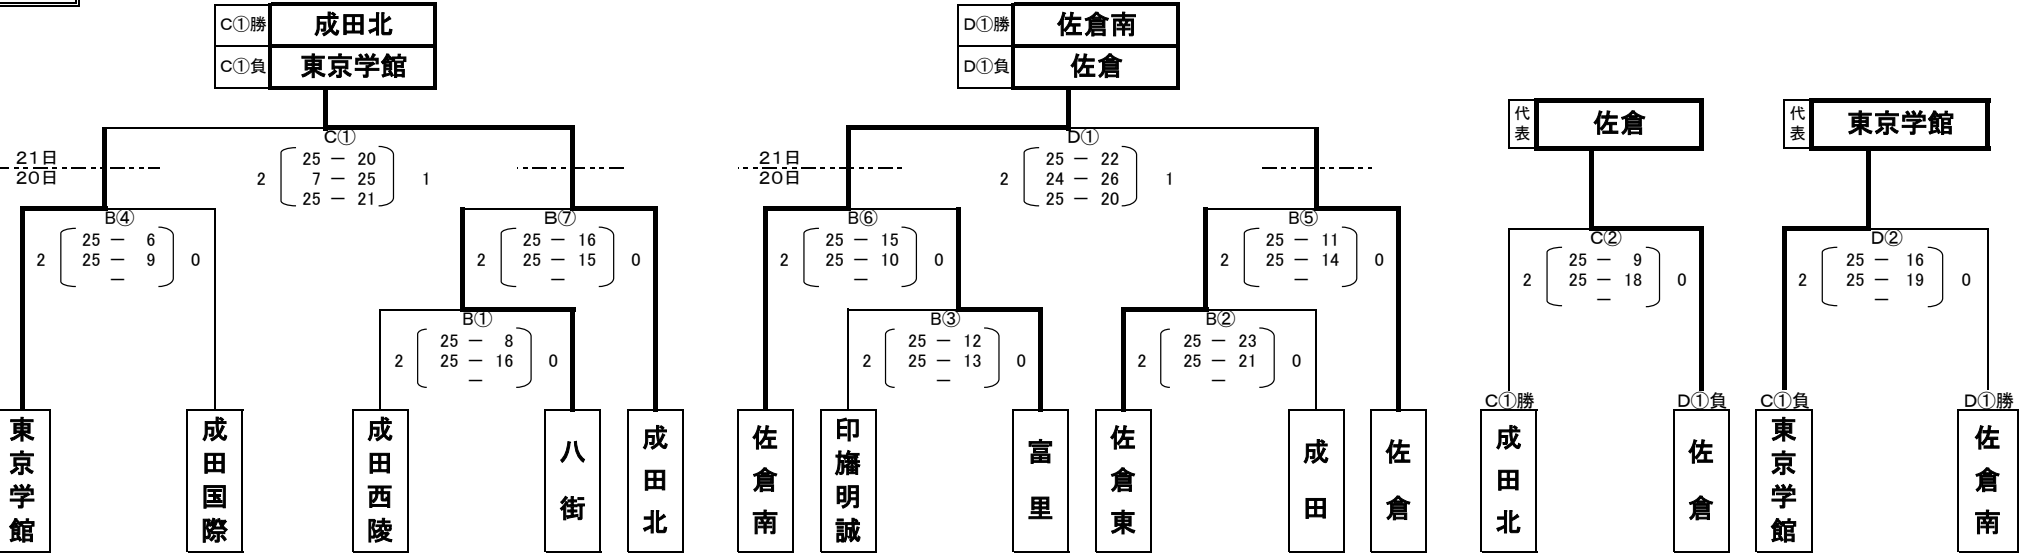 C①勝 成田北
C①負 東京学館
D①勝 佐倉南
D①負 佐倉
代表 佐倉
代表 東京学館
C①
21日
20日
2 25 － 20 1
7 － 25
25 － 21
D①
21日
20日
2 25 － 22 1
24 － 26
25 － 20
B④
2 25 － 6 0
25 － 9
－
B⑦
2 25 － 16 0
25 － 15
－
B⑥
2 25 － 15 0
25 － 10
－
B⑤
2 25 － 11 0
25 － 14
－
C②
2 25 － 9 0
25 － 18
－
D②
2 25 － 16 0
25 － 19
－
B①
2 25 － 8 0
25 － 16
－
B③
2 25 － 12 0
25 － 13
－
B②
2 25 － 23 0
25 － 21
－
C①勝
D①負
C①負
D①勝
東京学館
成田国際
成田西陵
八街
成田北
佐倉南
印旛明誠
富里
佐倉東
成田
佐倉
成田北
佐倉
東京学館
佐倉南